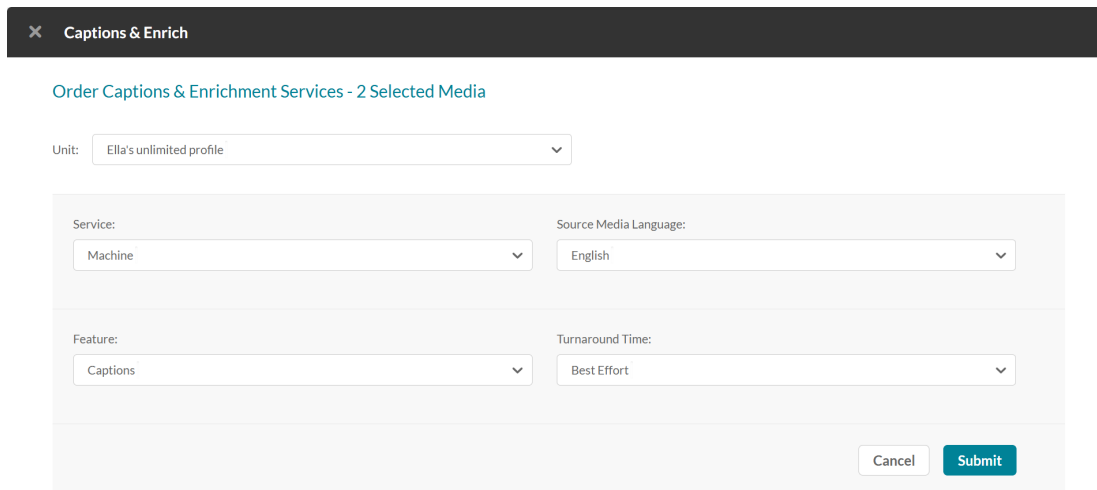 Captions & Enrich
Order Captions & Enrichment Services - 2 Selected Media
Unit: Ella's unlimited profile
Service: Source Media Language:
Machine English
Feature: Turnaround Time:
Captions Best Effort
Cancel Submit